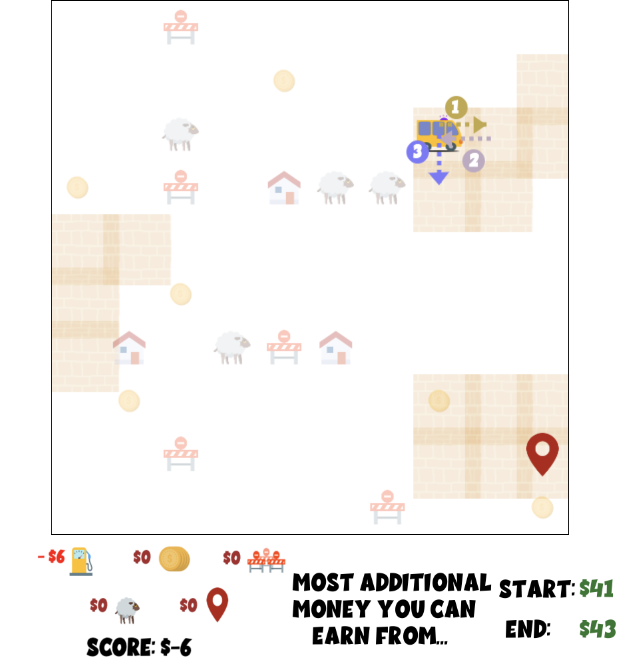 1
2
3
- $6
$0
$0
$0
$0
SCORE: $-6
MOST ADDITIONAL
MONEY YOU CAN
EARN FROM...
START: $41
END: $43